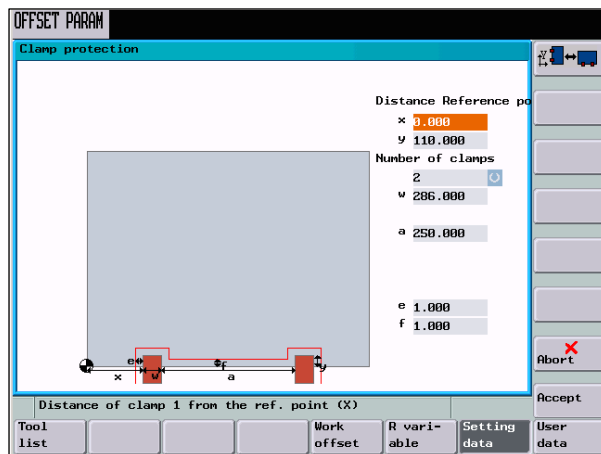 OFFSET PARAM
Clamp protection
Distance Reference po
x 0.000
y 110.000
Number of clamps
2
w 286.000
a 250.000
e 1.000
f 1.000
e f y
x w a
Abort
Distance of clamp 1 from the ref. point (X)
Accept
Tool list
Work offset
R vari- able
Setting data
User data